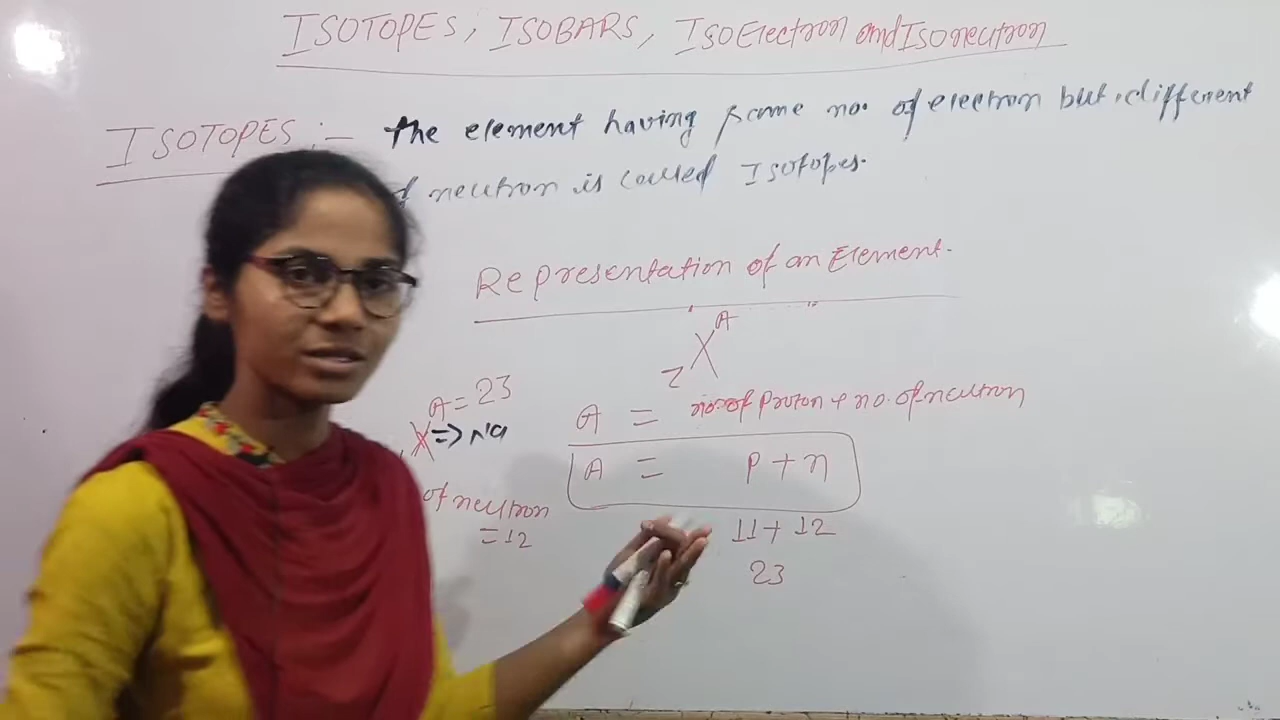 ISOTOPES, ISOBARS, ISOElectron and ISOneutron
ISOTOPES :- the element having same no. of electron but different
of neutron is called Isotopes.
Representation of an Element.
A
X
Z
A = 23
X => Na
of neutron
= 12
A = no. of proton + no. of neutron
A = p + n
11 + 12
23